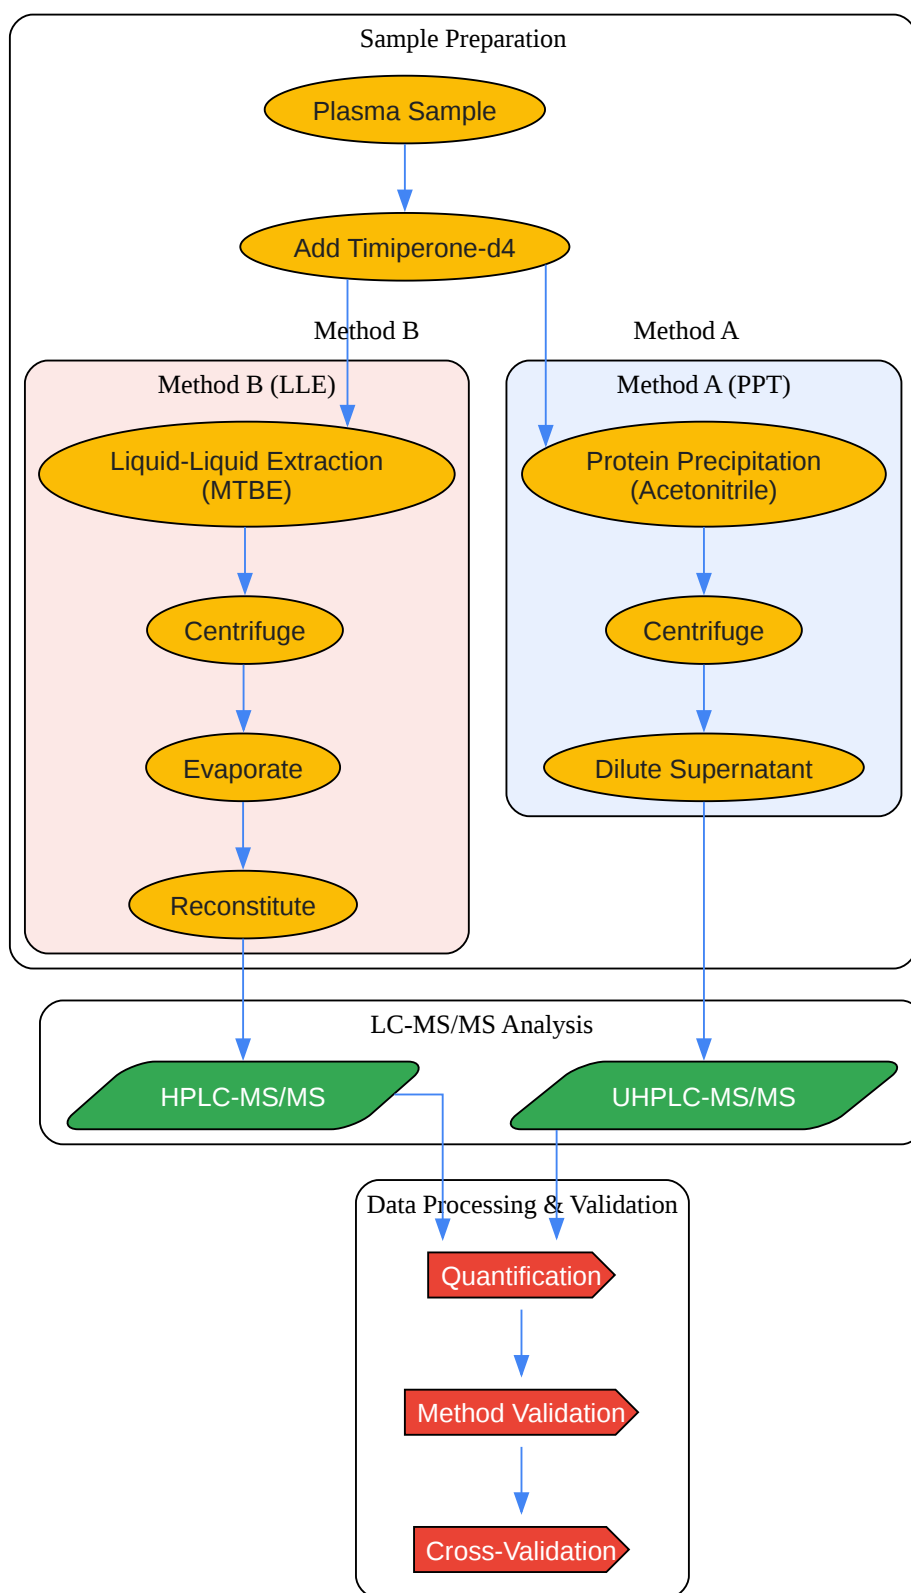 Sample Preparation
Plasma Sample
Add Timiperone-d4
Method B
Method A
Method B (LLE)
Liquid-Liquid Extraction
(MTBE)
Centrifuge
Evaporate
Reconstitute
Method A (PPT)
Protein Precipitation
(Acetonitrile)
Centrifuge
Dilute Supernatant
LC-MS/MS Analysis
HPLC-MS/MS
UHPLC-MS/MS
Data Processing & Validation
Quantification
Method Validation
Cross-Validation